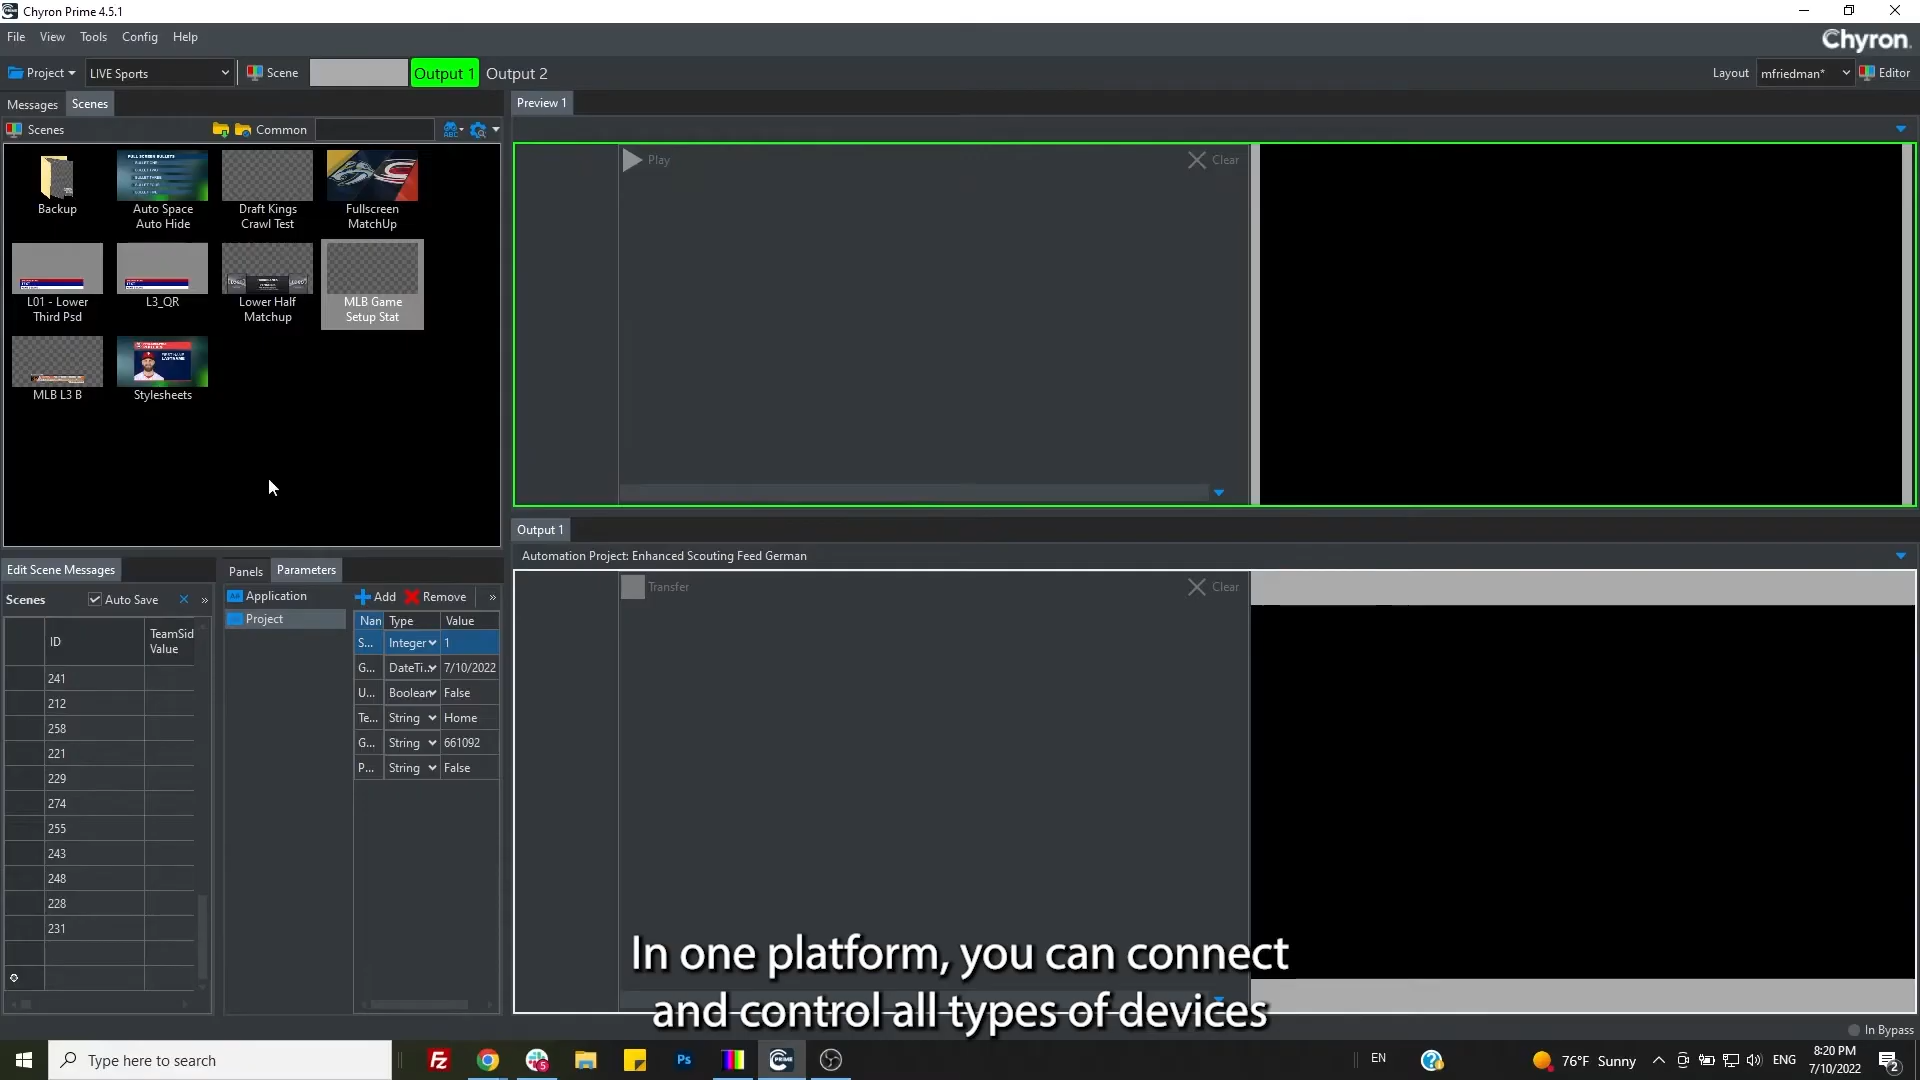 Chyron Prime 4.5.1
File View Tools Config Help
Chyron
Project LIVE Sports Scene Output 1 Output 2 Layout mfriedman* Editor
Messages Scenes
Preview 1
Scenes Common
Play Clear
Backup
Auto Space
Auto Hide
Draft Kings
Crawl Test
Fullscreen
MatchUp
L01 - Lower
Third Psd
L3_QR
Lower Half
Matchup
MLB Game
Setup Stat
MLB L3 B
Stylesheets
Output 1
Automation Project: Enhanced Scouting Feed German
Transfer Clear
Edit Scene Messages
Scenes Auto Save »
ID
TeamSid
Value
241
212
258
221
229
274
255
243
248
228
231
Panels Parameters
Application
Project
Add Remove »
Nan Type Value
S... Integer 1
G... DateTi... 7/10/2022
U... Boolean False
Te... String Home
G... String 661092
P... String False
In one platform, you can connect
and control all types of devices
In Bypass
Type here to search
EN
76°F Sunny
ENG
8:20 PM
7/10/2022